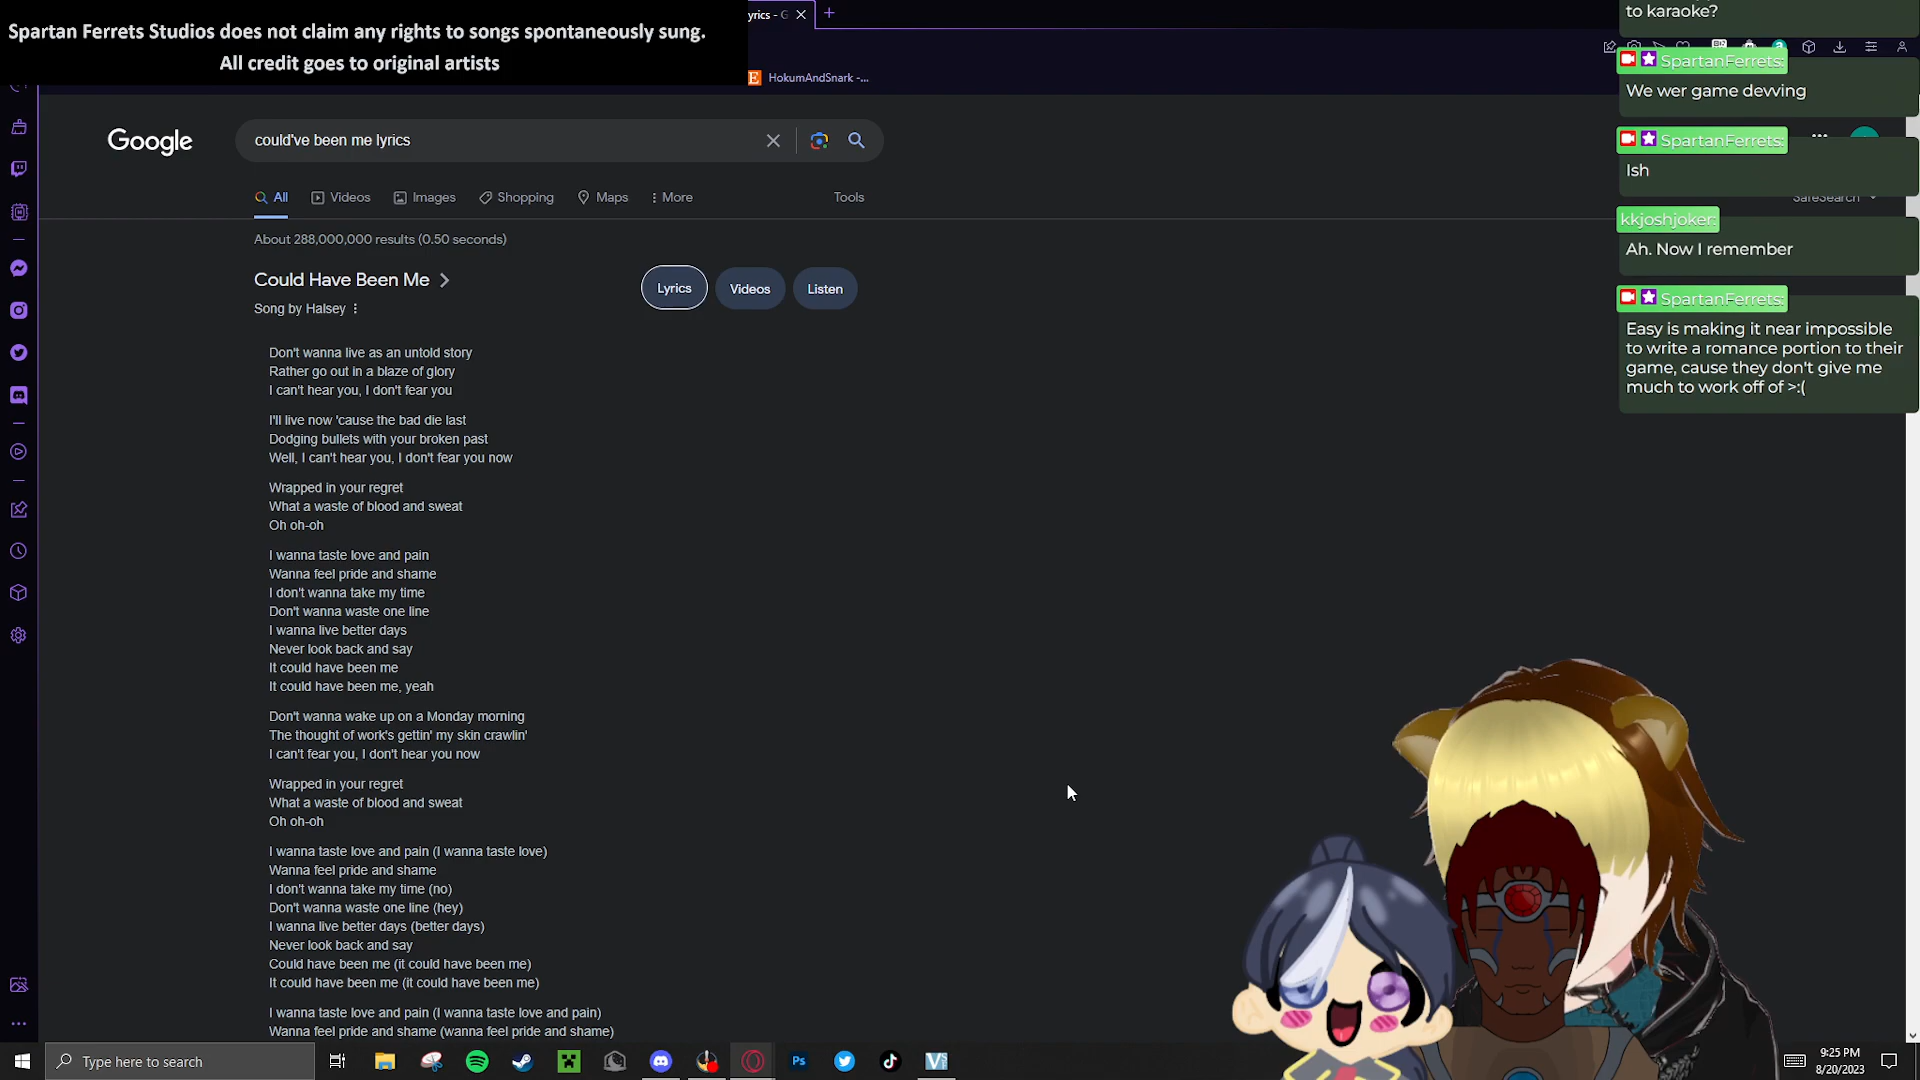 Spartan Ferrets Studios does not claim any rights to songs spontaneously sung.
All credit goes to original artists
yrics - G
HokumAndSnark -...
Google
could've been me lyrics
All
Videos
Images
Shopping
Maps
More
Tools
SafeSearch
About 288,000,000 results (0.50 seconds)
Could Have Been Me
Song by Halsey
Lyrics
Videos
Listen
Don't wanna live as an untold story
Rather go out in a blaze of glory
I can't hear you, I don't fear you
I'll live now 'cause the bad die last
Dodging bullets with your broken past
Well, I can't hear you, I don't fear you now
Wrapped in your regret
What a waste of blood and sweat
Oh oh-oh
I wanna taste love and pain
Wanna feel pride and shame
I don't wanna take my time
Don't wanna waste one line
I wanna live better days
Never look back and say
It could have been me
It could have been me, yeah
Don't wanna wake up on a Monday morning
The thought of work's gettin' my skin crawlin'
I can't fear you, I don't hear you now
Wrapped in your regret
What a waste of blood and sweat
Oh oh-oh
I wanna taste love and pain (I wanna taste love)
Wanna feel pride and shame
I don't wanna take my time (no)
Don't wanna waste one line (hey)
I wanna live better days (better days)
Never look back and say
Could have been me (it could have been me)
It could have been me (it could have been me)
I wanna taste love and pain (I wanna taste love and pain)
Wanna feel pride and shame (wanna feel pride and shame)
to karaoke?
SpartanFerrets:
We wer game devving
SpartanFerrets:
Ish
kkjoshjoker:
Ah. Now I remember
SpartanFerrets:
Easy is making it near impossible
to write a romance portion to their
game, cause they don't give me
much to work off of >:(
Type here to search
Ps
9:25 PM
8/20/2023